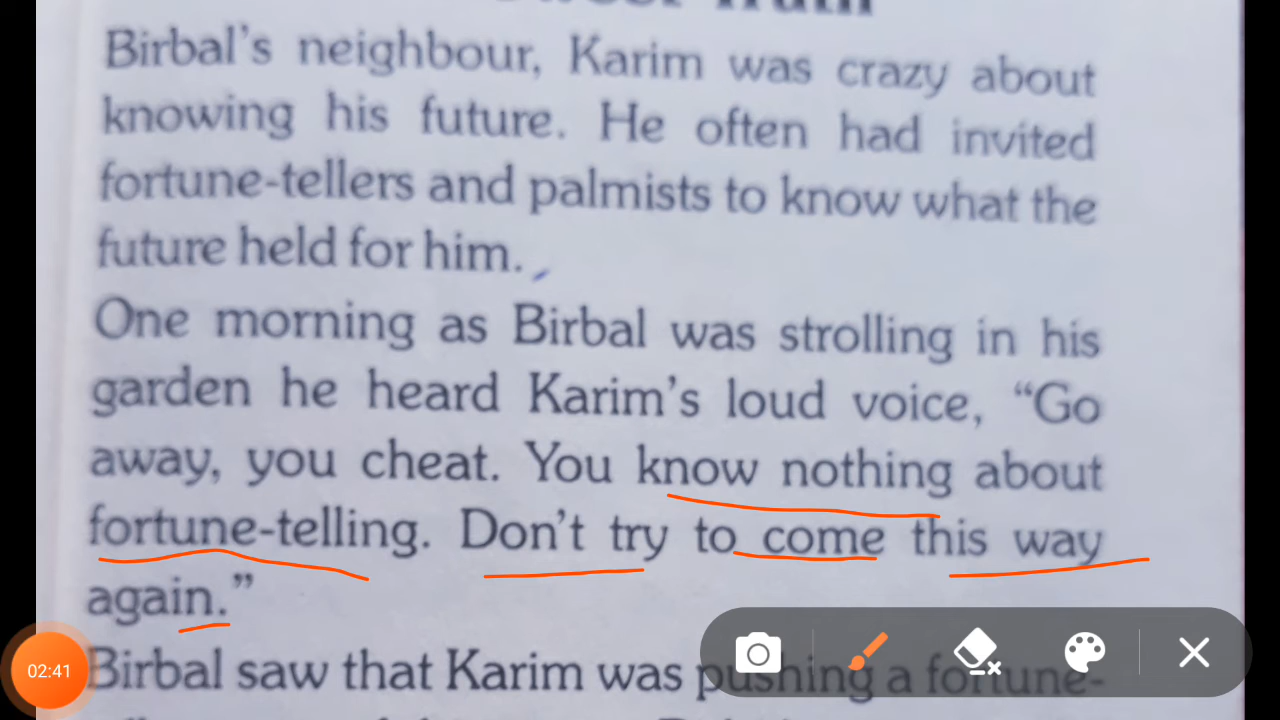 Truth
Birbal's neighbour, Karim was crazy about
knowing his future. He often had invited
fortune-tellers and palmists to know what the
future held for him.
One morning as Birbal was strolling in his
garden he heard Karim's loud voice, “Go
away, you cheat. You know nothing about
fortune-telling. Don't try to come this way
again.”
02:41
Birbal saw that Karim was pushing a fortune-